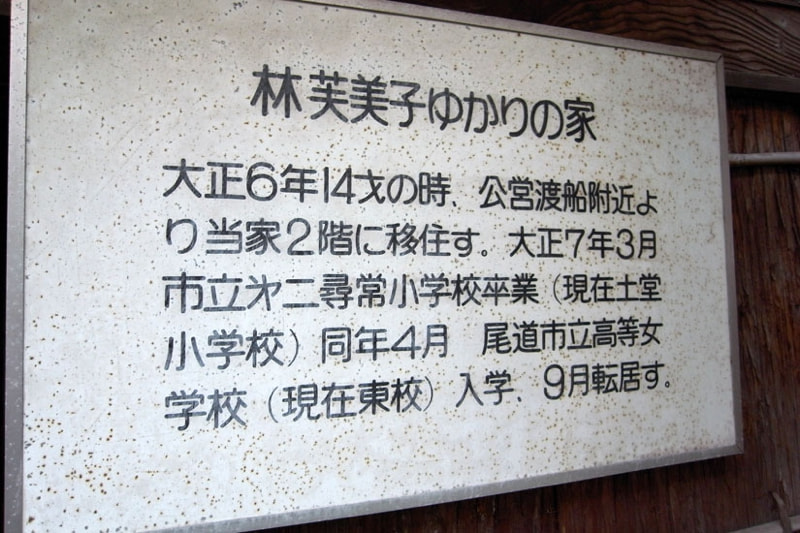 林芙美子ゆかりの家
大正6年14才の時、公営渡船附近よ
り当家2階に移住す。大正7年3月
市立㐧二尋常小学校卒業（現在土堂
小学校）同年4月 尾道市立高等女
学校（現在東校）入学、9月転居す。